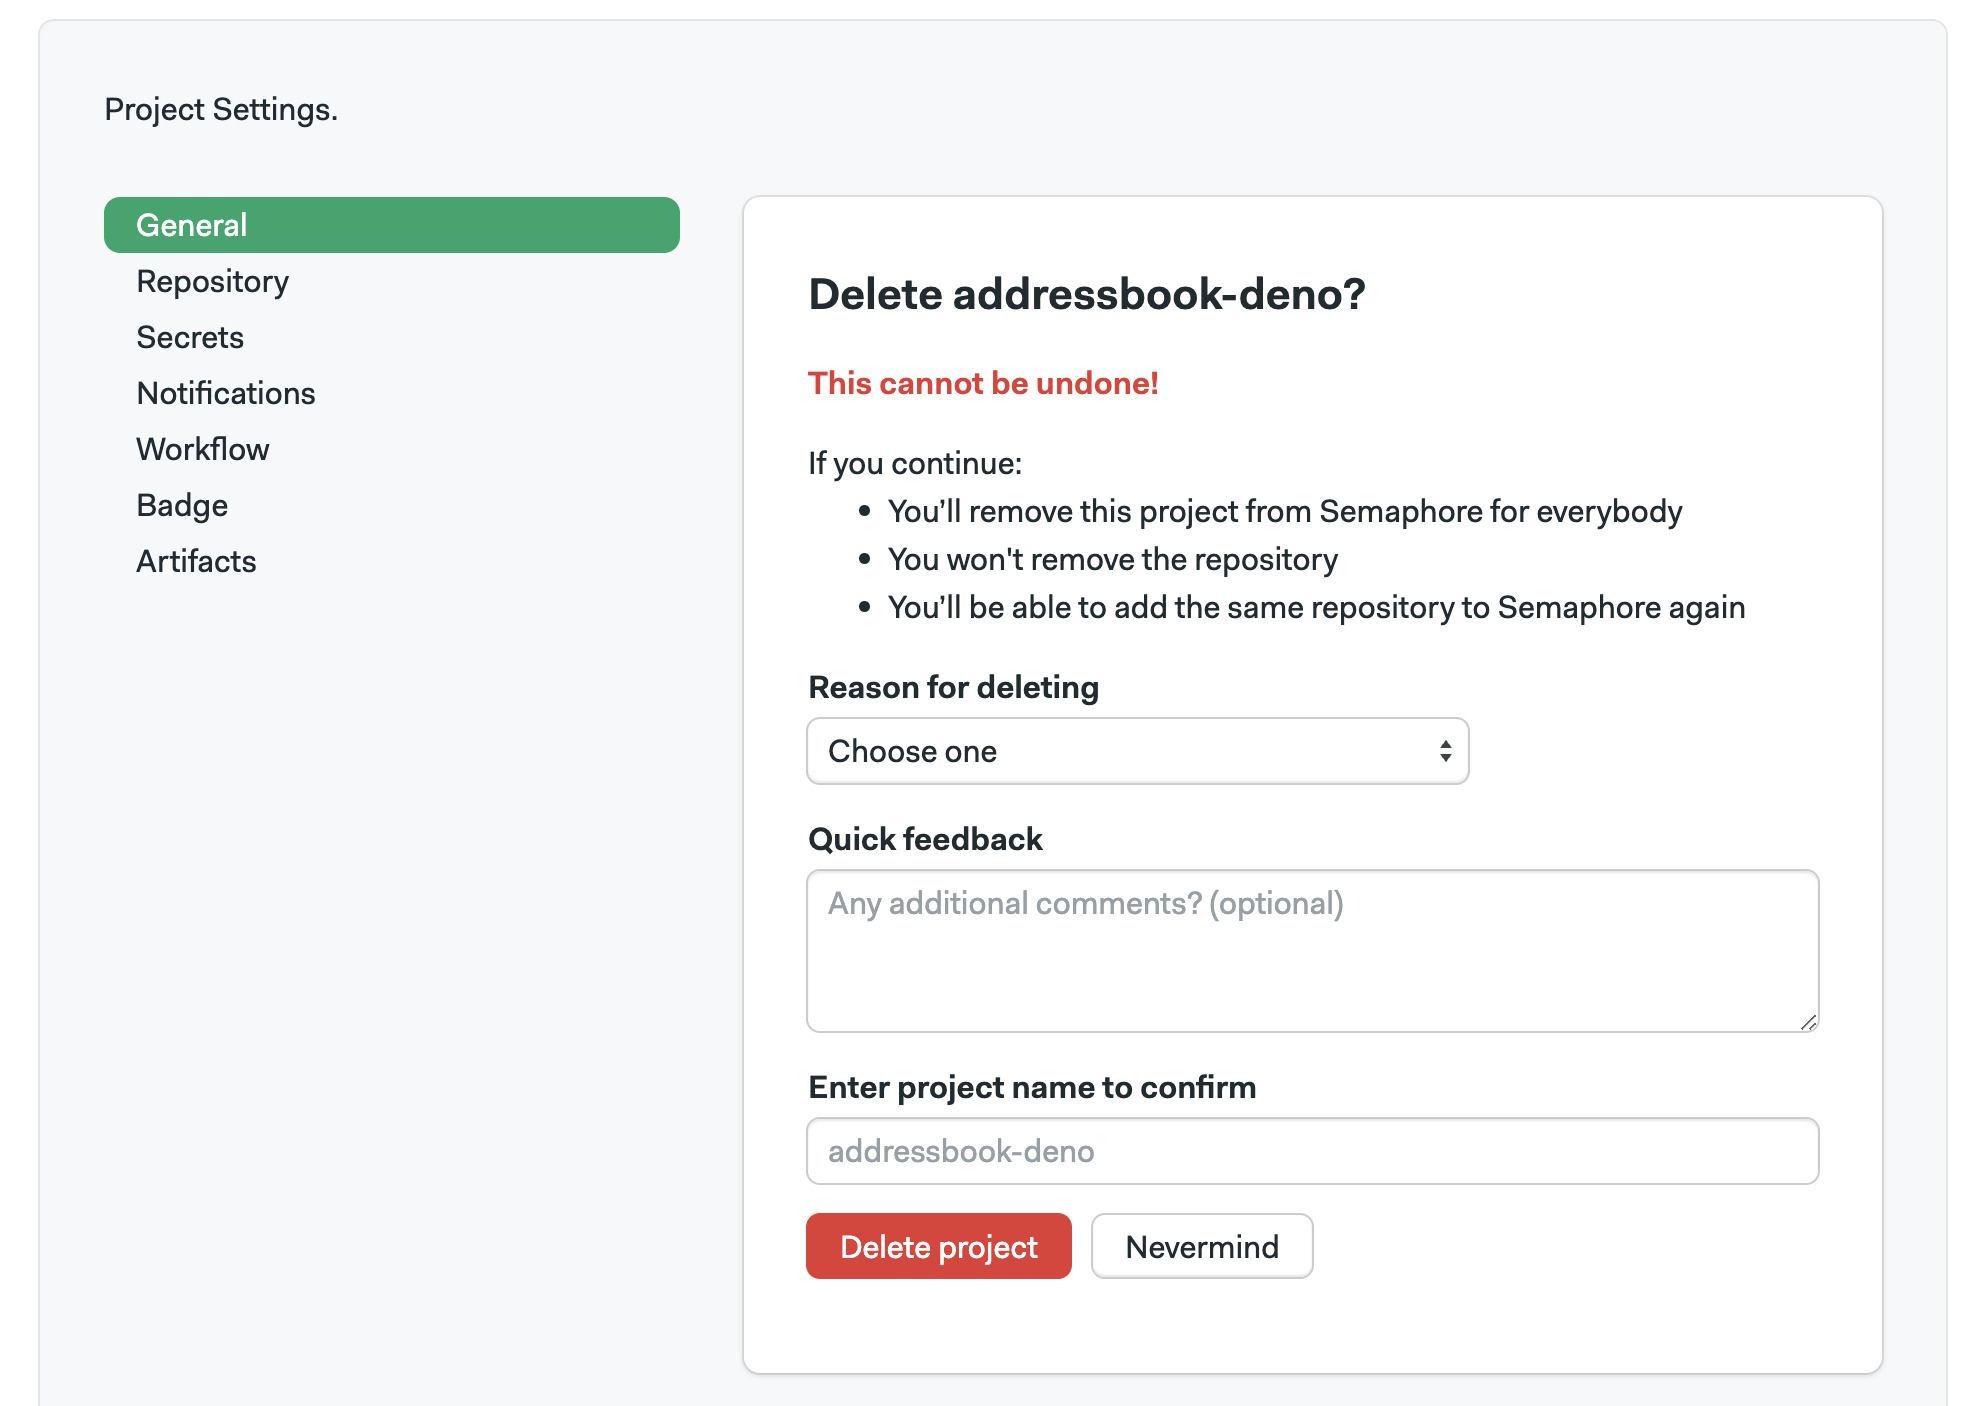 Project Settings.
General
Repository
Secrets
Notifications
Workflow
Badge
Artifacts
Delete addressbook-deno?
This cannot be undone!
If you continue:
• You’ll remove this project from Semaphore for everybody
• You won't remove the repository
• You’ll be able to add the same repository to Semaphore again
Reason for deleting
Choose one
Quick feedback
Any additional comments? (optional)
Enter project name to confirm
addressbook-deno
Delete project
Nevermind